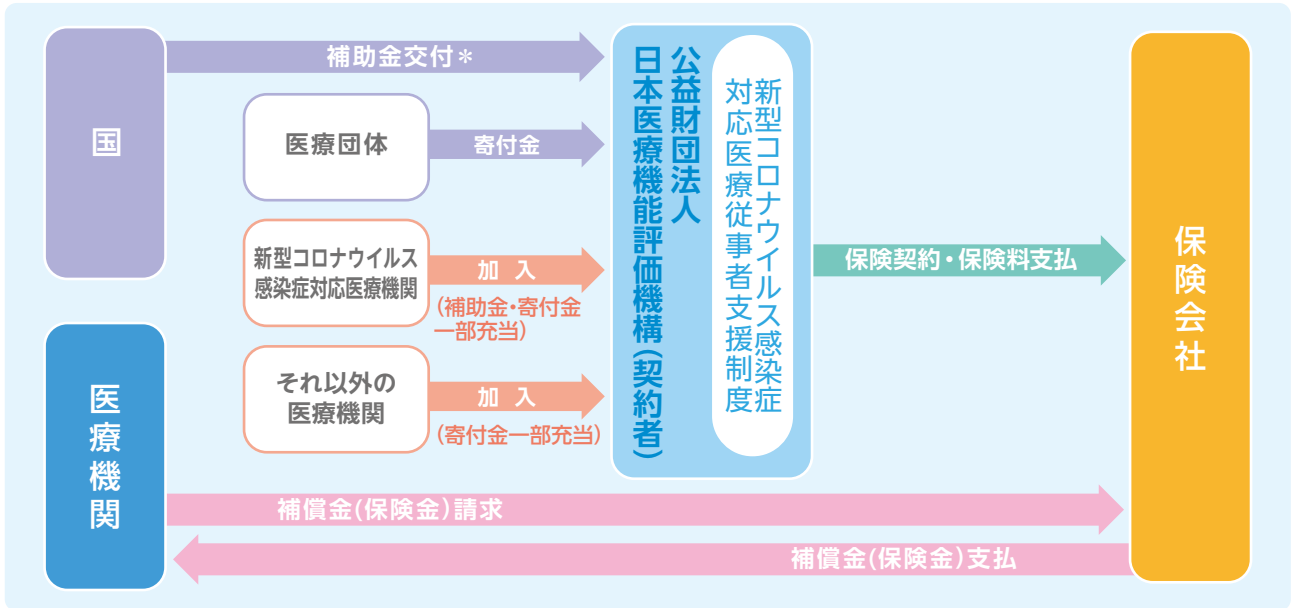 国
補助金交付＊
医療団体
寄付金
新型コロナウイルス
感染症対応医療機関
加 入
(補助金・寄付金
一部充当)
それ以外の
医療機関
加 入
(寄付金一部充当)
公益財団法人
日本医療機能評価機構(契約者)
新型コロナウイルス感染症
対応医療従事者支援制度
保険契約・保険料支払
保険会社
医療機関
補償金(保険金)請求
補償金(保険金)支払